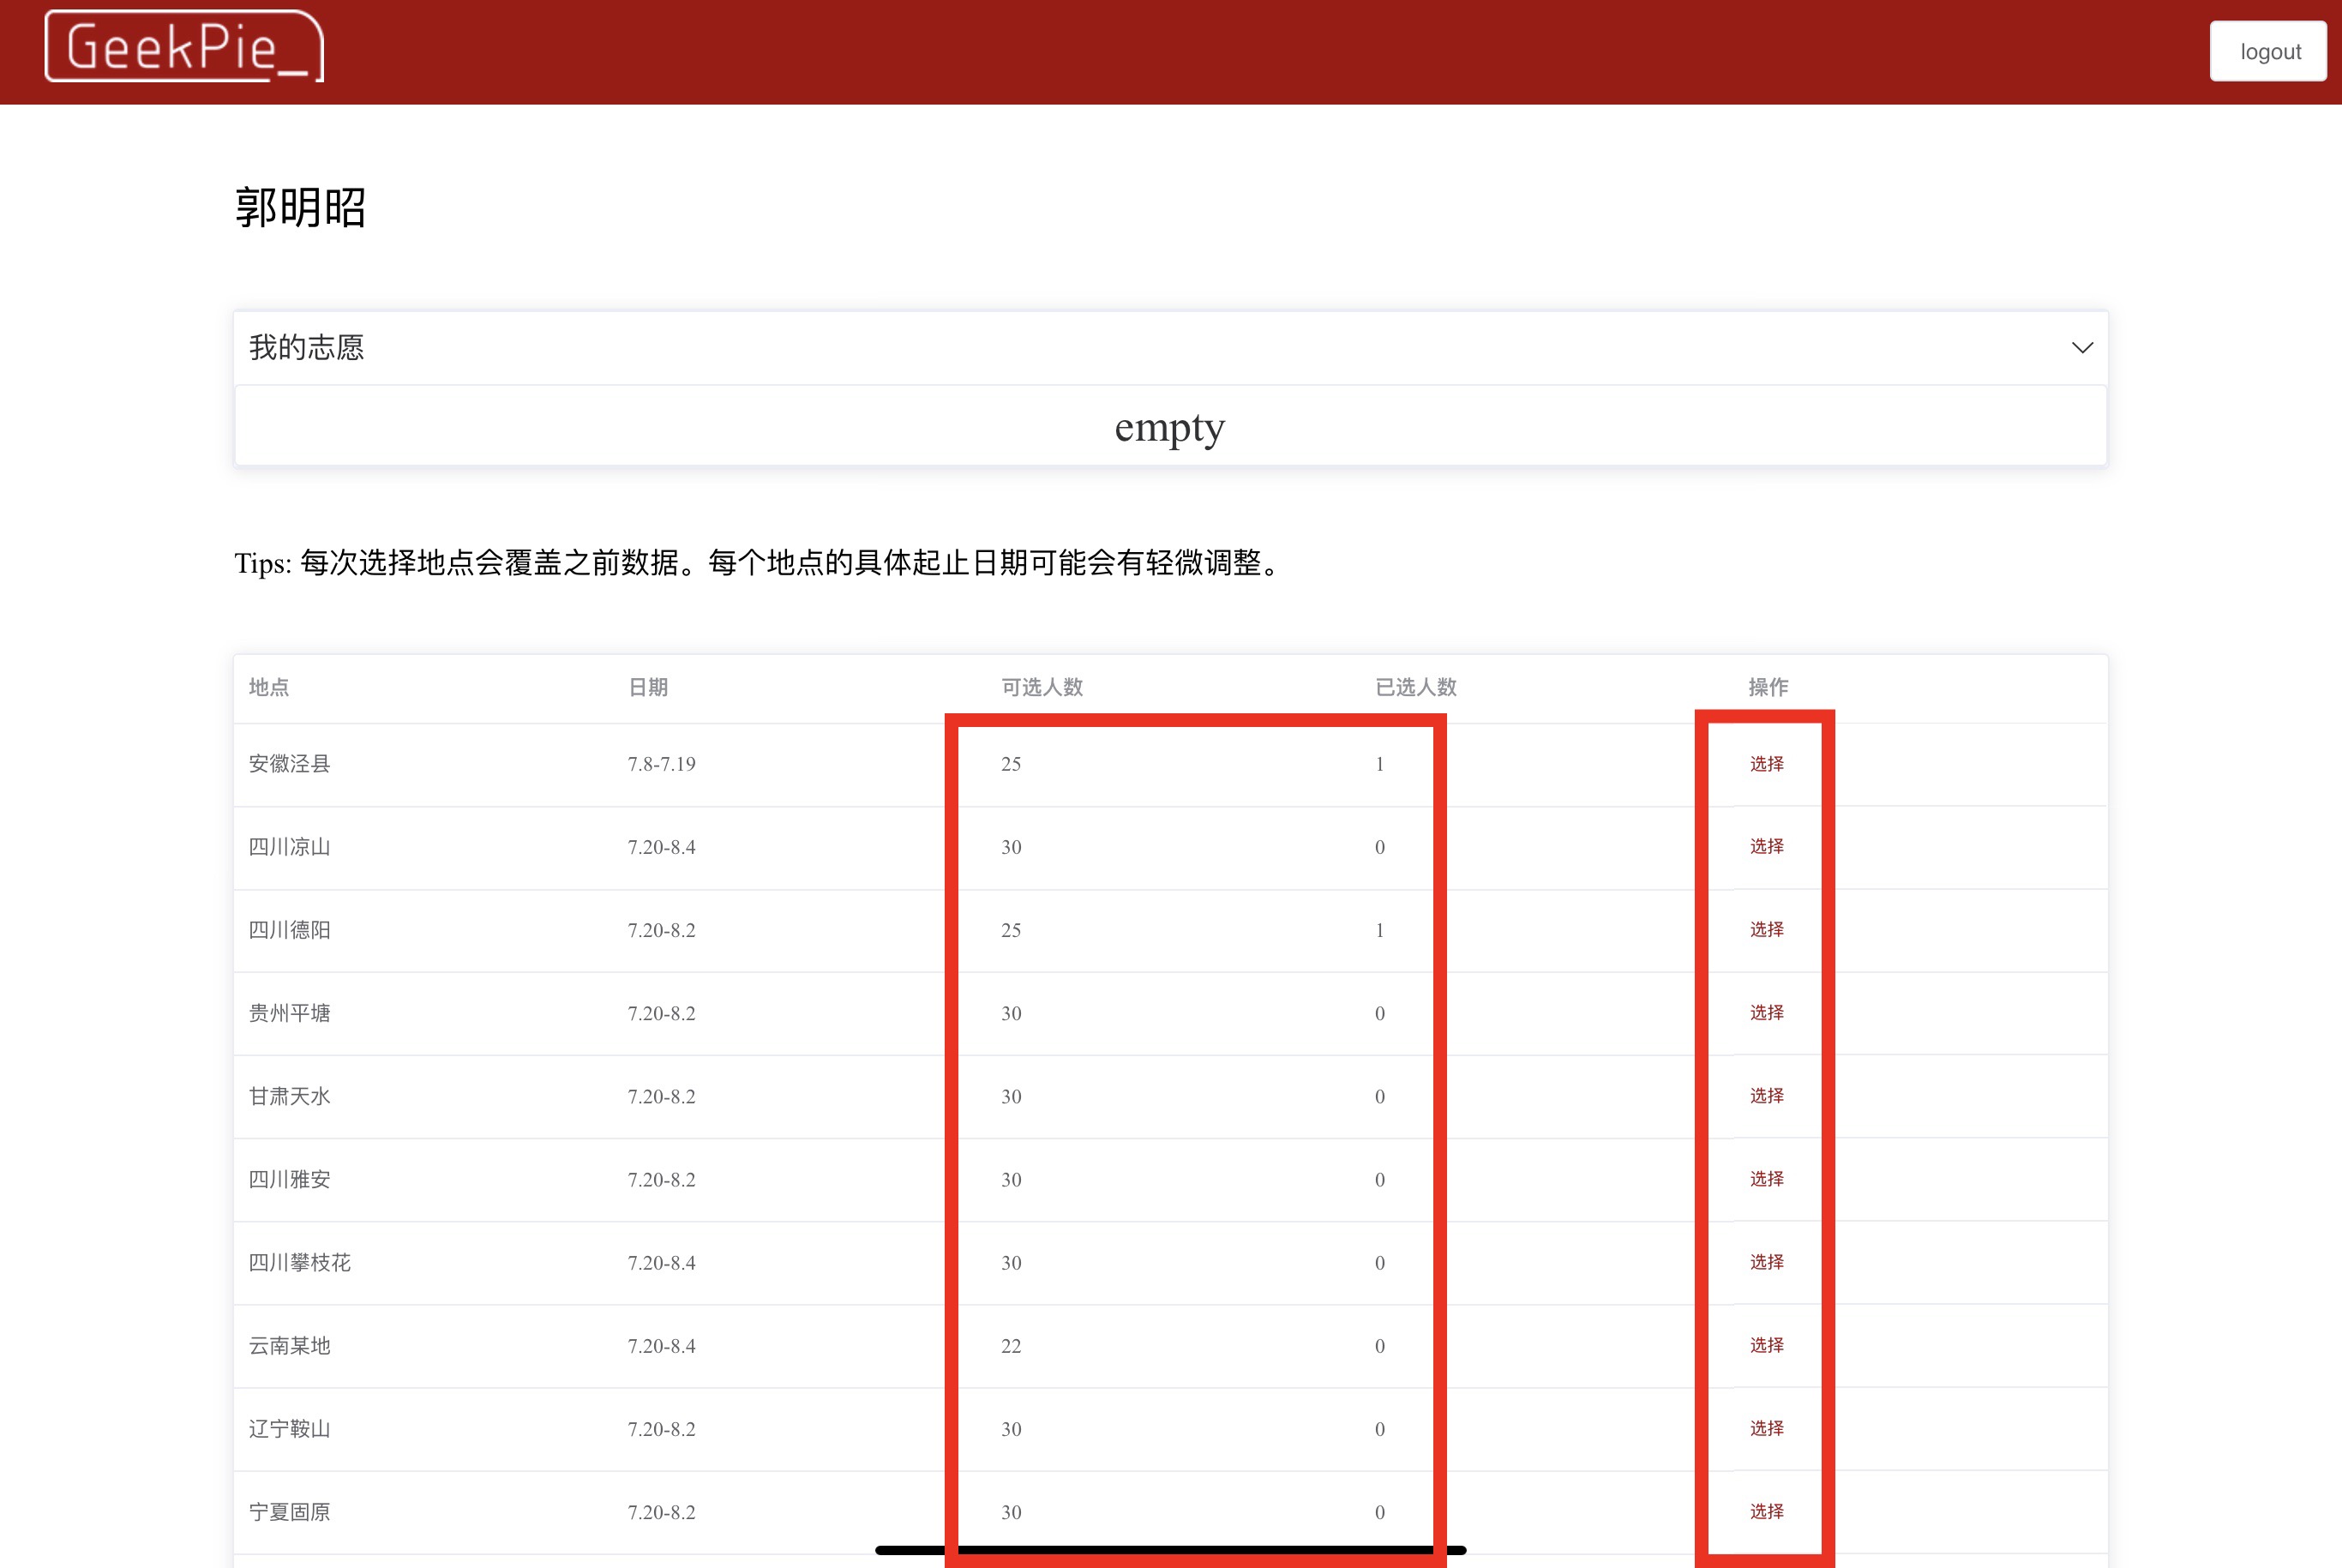 GeekPie_
logout
郭明昭
我的志愿
empty
Tips: 每次选择地点会覆盖之前数据。每个地点的具体起止日期可能会有轻微调整。
地点 日期 可选人数 已选人数 操作
安徽泾县 7.8-7.19 25 1 选择
四川凉山 7.20-8.4 30 0 选择
四川德阳 7.20-8.2 25 1 选择
贵州平塘 7.20-8.2 30 0 选择
甘肃天水 7.20-8.2 30 0 选择
四川雅安 7.20-8.2 30 0 选择
四川攀枝花 7.20-8.4 30 0 选择
云南某地 7.20-8.4 22 0 选择
辽宁鞍山 7.20-8.2 30 0 选择
宁夏固原 7.20-8.2 30 0 选择